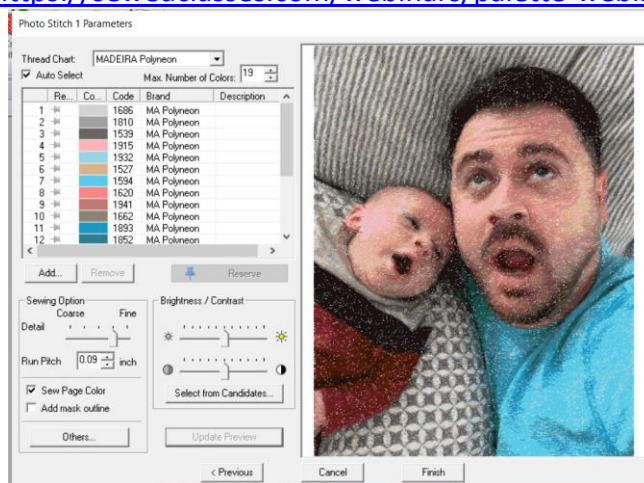 Photo Stitch 1 Parameters
Thread Chart: MADEIRA Polyneon
Auto Select Max. Number of Colors: 19
Re... Co... Code Brand Description
1 1686 MA Polyneon
2 1810 MA Polyneon
3 1539 MA Polyneon
4 1915 MA Polyneon
5 1932 MA Polyneon
6 1527 MA Polyneon
7 1594 MA Polyneon
8 1620 MA Polyneon
9 1941 MA Polyneon
10 1662 MA Polyneon
11 1893 MA Polyneon
12 1852 MA Polyneon
Add... Remove Reserve
Sewing Option
Coarse Fine
Detail
Run Pitch 0.09 inch
Sew Page Color
Add mask outline
Others...
Brightness / Contrast
Select from Candidates...
Update Preview
< Previous Cancel Finish